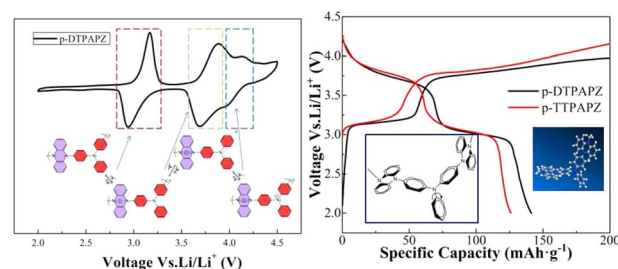 p-DTPAPZ
2.0
2.5
3.0
3.5
4.0
4.5
Voltage Vs.Li/Li⁺ (V)
Voltage Vs.Li/Li⁺ (V)
4.5
4.0
3.5
3.0
2.5
2.0
p-DTPAPZ
p-TTPAPZ
0
50
100
150
200
Specific Capacity (mAh·g⁻¹)